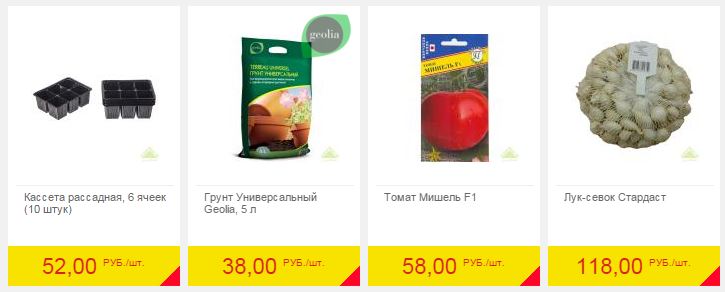 geolia
TERREAU UNIVERSEL
ГРУНТ УНИВЕРСАЛЬНЫЙ
МИШЕЛЬ F1
Кассета рассадная, 6 ячеек
(10 штук)
52,00 РУБ./шт.
Грунт Универсальный
Geolia, 5 л
38,00 РУБ./шт.
Томат Мишель F1
58,00 РУБ./шт.
Лук-севок Стардаст
118,00 РУБ./шт.